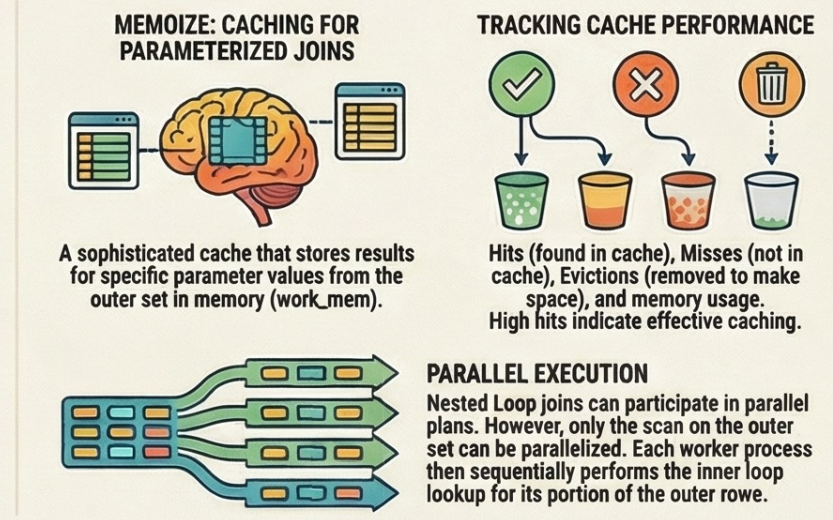 MEMOIZE: CACHING FOR
PARAMETERIZED JOINS
A sophisticated cache that stores results
for specific parameter values from the
outer set in memory (work_mem).
TRACKING CACHE PERFORMANCE
Hits (found in cache), Misses (not in
cache), Evictions (removed to make
space), and memory usage.
High hits indicate effective caching.
PARALLEL EXECUTION
Nested Loop joins can participate in parallel
plans. However, only the scan on the outer
set can be parallelized. Each worker process
then sequentially performs the inner loop
lookup for its portion of the outer rowe.